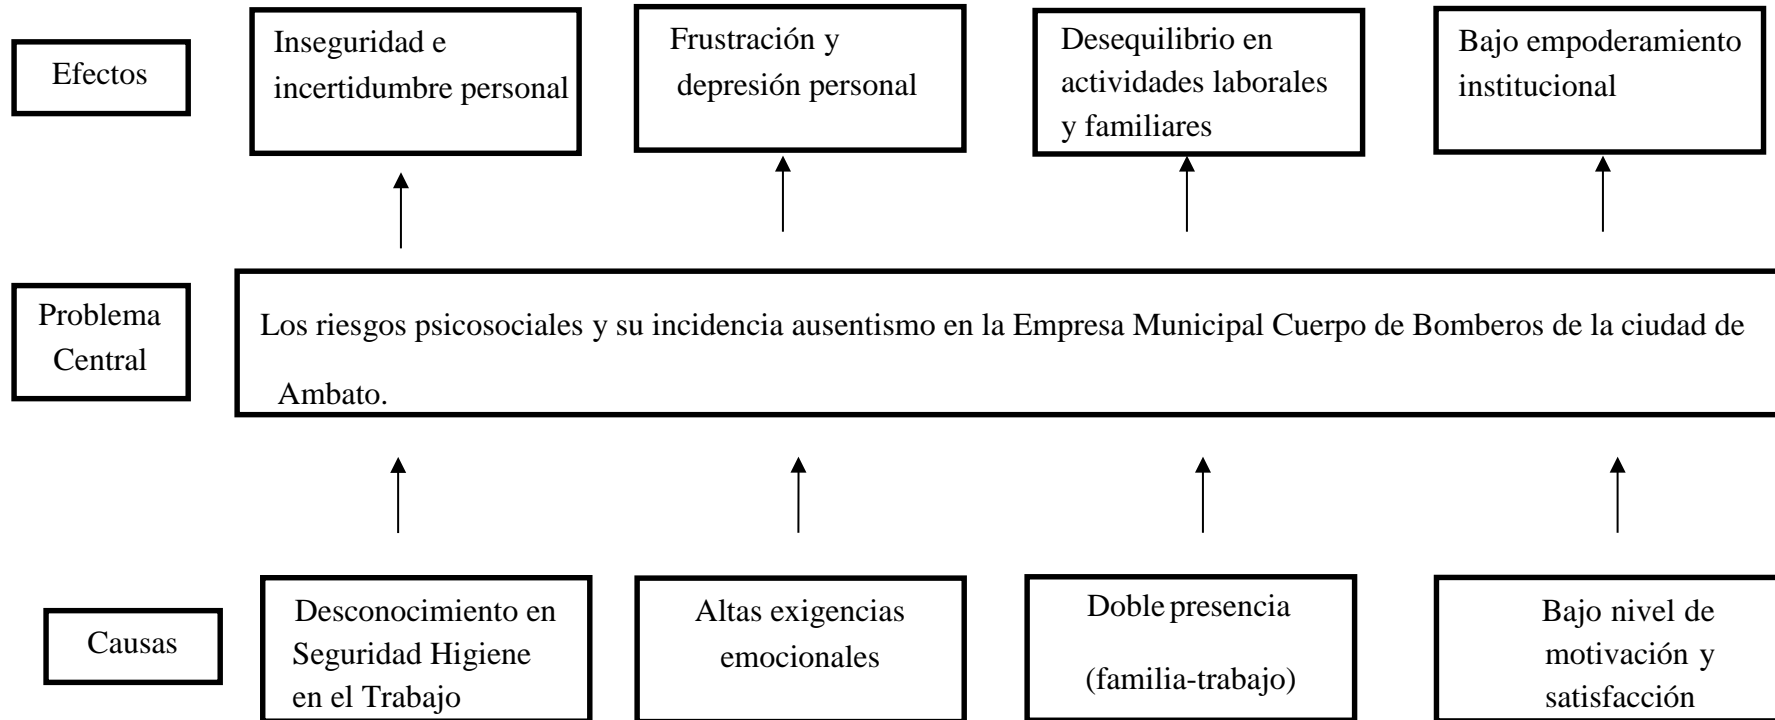 Efectos
Inseguridad e
incertidumbre personal
Frustración y
depresión personal
Desequilibrio en
actividades laborales
y familiares
Bajo empoderamiento
institucional
Problema
Central
Los riesgos psicosociales y su incidencia ausentismo en la Empresa Municipal Cuerpo de Bomberos de la ciudad de
Ambato.
Causas
Desconocimiento en
Seguridad Higiene
en el Trabajo
Altas exigencias
emocionales
Doble presencia
(familia-trabajo)
Bajo nivel de
motivación y
satisfacción